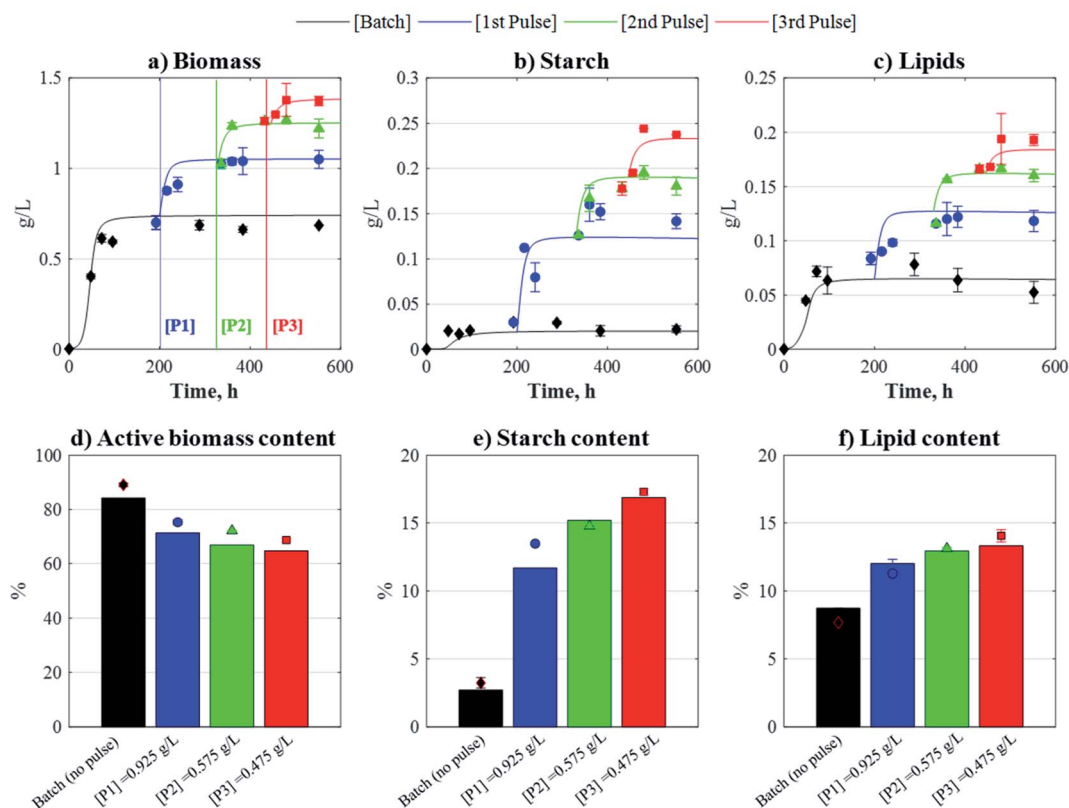 [Batch] [1st Pulse] [2nd Pulse] [3rd Pulse]
a) Biomass
1.5
1
0.5
0
g/L
[P1] [P2] [P3]
0 200 400 600
Time, h
b) Starch
0.3
0.25
0.2
0.15
0.1
0.05
0
g/L
0 200 400 600
Time, h
c) Lipids
0.25
0.2
0.15
0.1
0.05
0
g/L
0 200 400 600
Time, h
d) Active biomass content
100
80
60
40
20
0
%
Batch (no pulse)
[P1] =0.925 g/L
[P2] =0.575 g/L
[P3] =0.475 g/L
e) Starch content
20
15
10
5
0
%
Batch (no pulse)
[P1] =0.925 g/L
[P2] =0.575 g/L
[P3] =0.475 g/L
f) Lipid content
20
15
10
5
0
%
Batch (no pulse)
[P1] =0.925 g/L
[P2] =0.575 g/L
[P3] =0.475 g/L